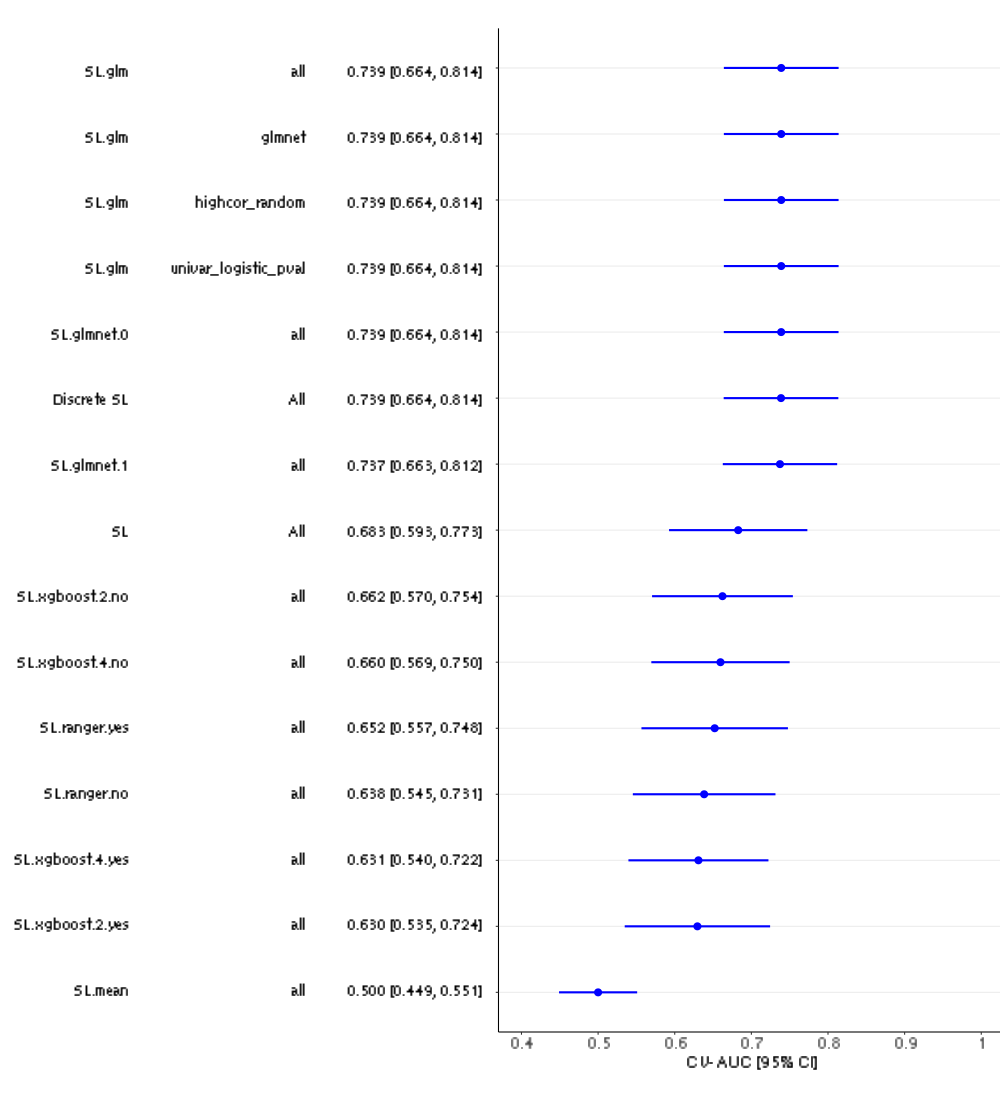 SL.glm all 0.739 [0.664, 0.814]
SL.glm glmnet 0.739 [0.664, 0.814]
SL.glm highcor_random 0.739 [0.664, 0.814]
SL.glm univar_logistic_pval 0.739 [0.664, 0.814]
SL.glmnet.0 all 0.739 [0.664, 0.814]
Discrete SL All 0.739 [0.664, 0.814]
SL.glmnet.1 all 0.737 [0.663, 0.812]
SL All 0.683 [0.593, 0.773]
SL.xgboost.2.no all 0.662 [0.570, 0.754]
SL.xgboost.4.no all 0.660 [0.569, 0.750]
SL.ranger.yes all 0.652 [0.557, 0.748]
SL.ranger.no all 0.638 [0.545, 0.731]
SL.xgboost.4.yes all 0.631 [0.540, 0.722]
SL.xgboost.2.yes all 0.630 [0.535, 0.724]
SL.mean all 0.500 [0.449, 0.551]
0.4 0.5 0.6 0.7 0.8 0.9 1
CV-AUC [95% CI]